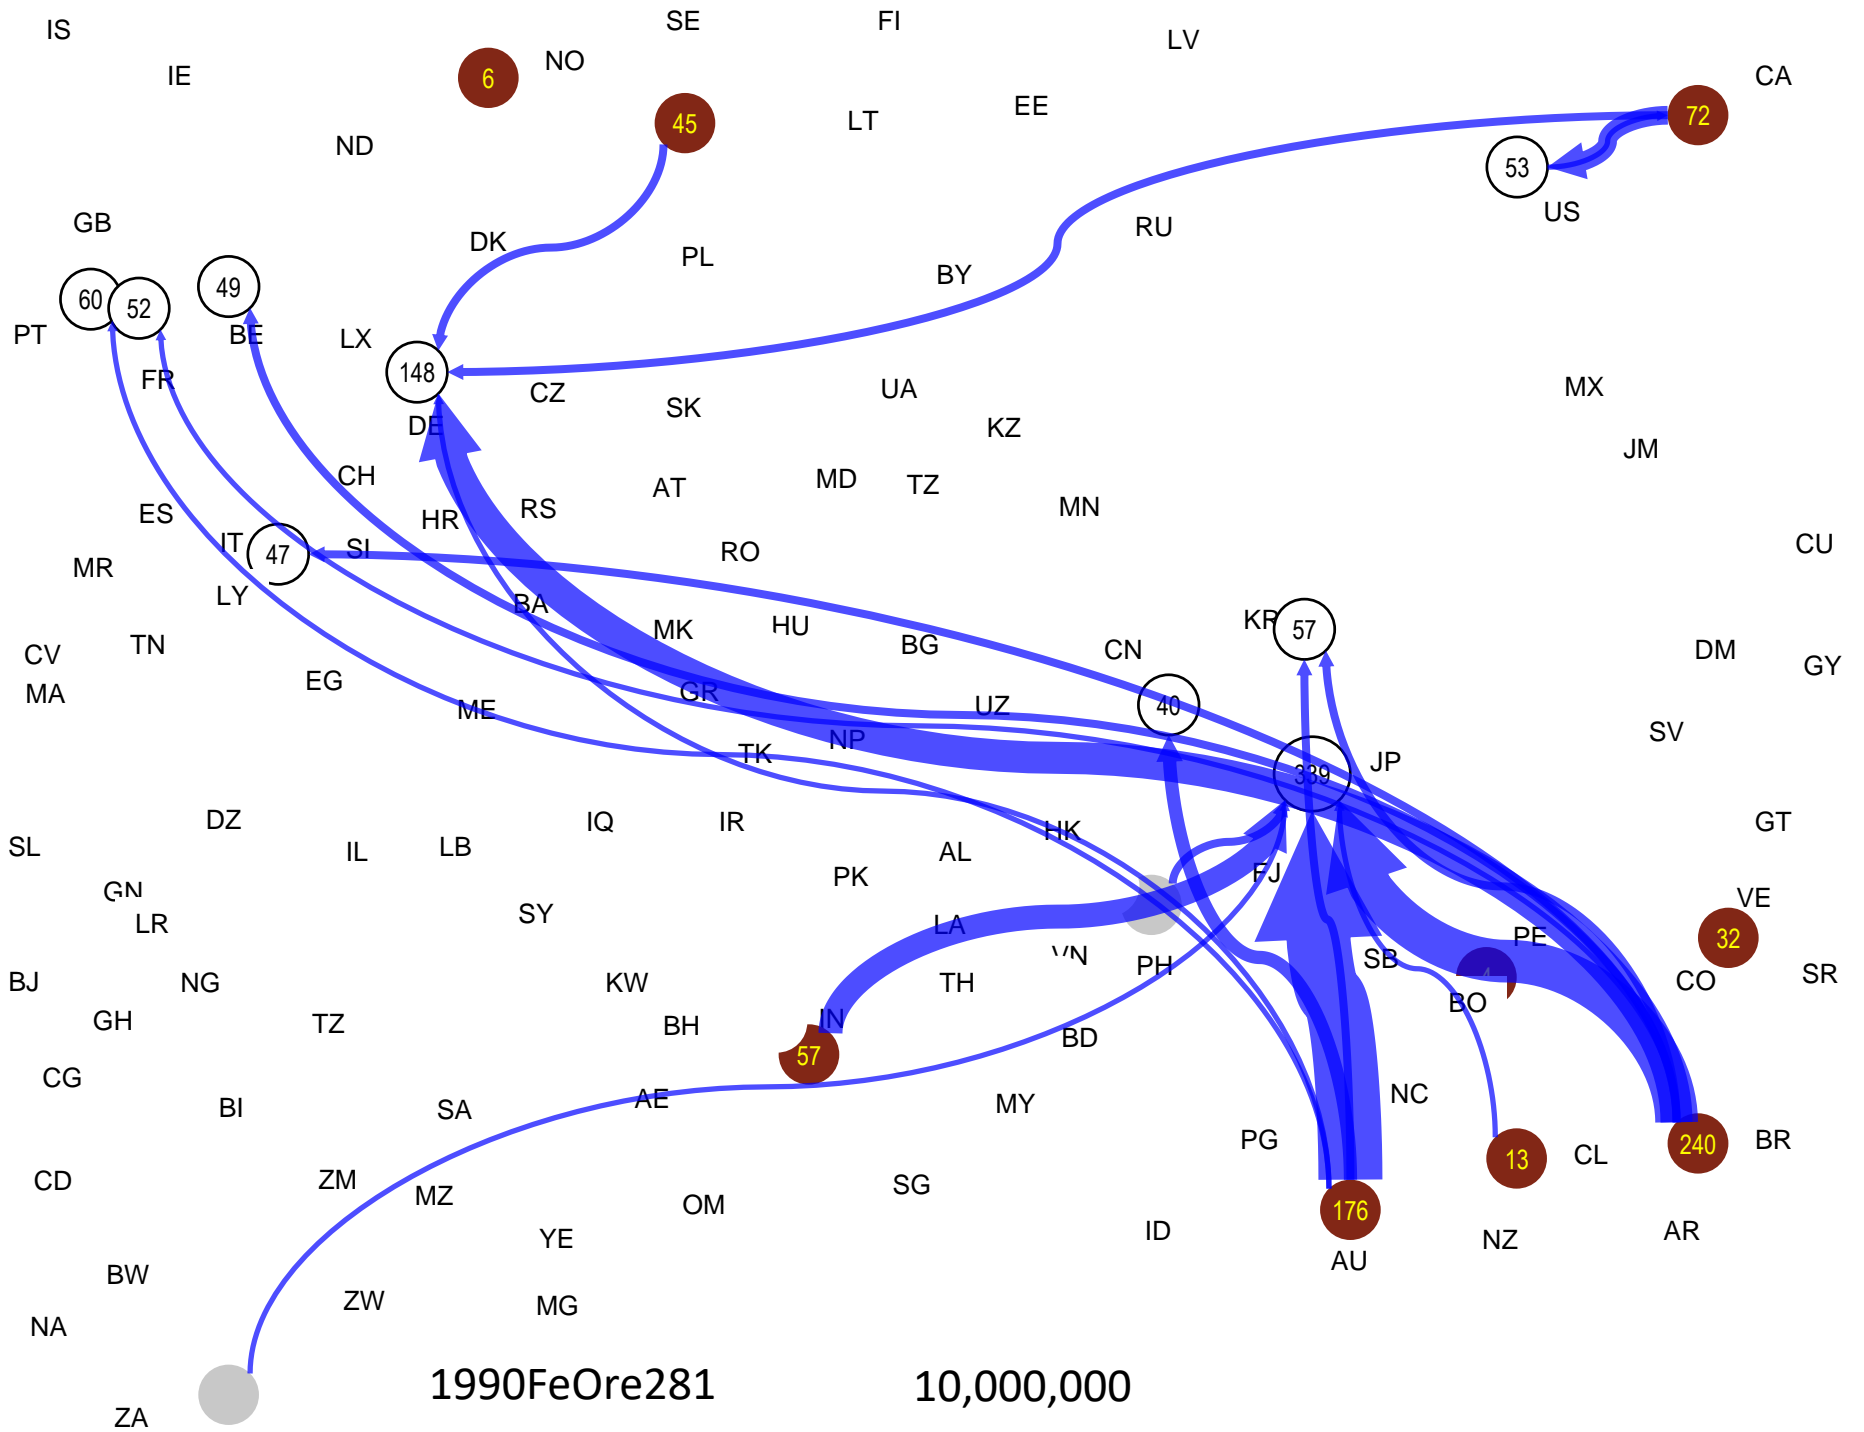 IS
SE
FI
LV
NO
IE
6
CA
EE
72
LT
45
ND
53
US
GB
RU
DK
PL
BY
49
60
52
PT
BE
LX
148
FR
CZ
UA
MX
SK
DE
KZ
JM
CH
MD
TZ
AT
MN
ES
RS
HR
IT
47
SI
RO
CU
MR
LY
BA
KR
57
MK
HU
TN
BG
CN
DM
CV
GY
EG
GR
MA
40
UZ
ME
SV
NP
TK
JP
339
DZ
IQ
IR
GT
HK
SL
IL
LB
AL
PK
FJ
GN
VE
SY
LR
LA
PE
32
VN
SB
PH
4
BJ
NG
KW
TH
CO
SR
BO
GH
TZ
BH
IN
BD
57
CG
NC
AE
BI
SA
MY
PG
240
BR
13
CL
CD
ZM
MZ
SG
OM
176
ID
AR
YE
NZ
AU
BW
ZW
MG
NA
1990FeOre281
10,000,000
ZA